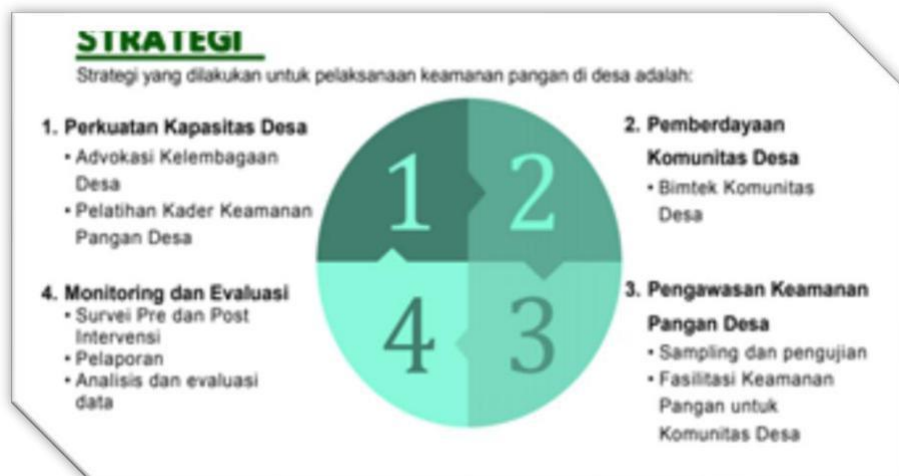 STRATEGI
Strategi yang dilakukan untuk pelaksanaan keamanan pangan di desa adalah:
1. Perkuatan Kapasitas Desa
• Advokasi Kelembagaan
Desa
• Pelatihan Kader Keamanan
Pangan Desa
2. Pemberdayaan
Komunitas Desa
• Bimtek Komunitas
Desa
3. Pengawasan Keamanan
Pangan Desa
• Sampling dan pengujian
• Fasilitasi Keamanan
Pangan untuk
Komunitas Desa
4. Monitoring dan Evaluasi
• Survei Pre dan Post
Intervensi
• Pelaporan
• Analisis dan evaluasi
data
1 2
4 3